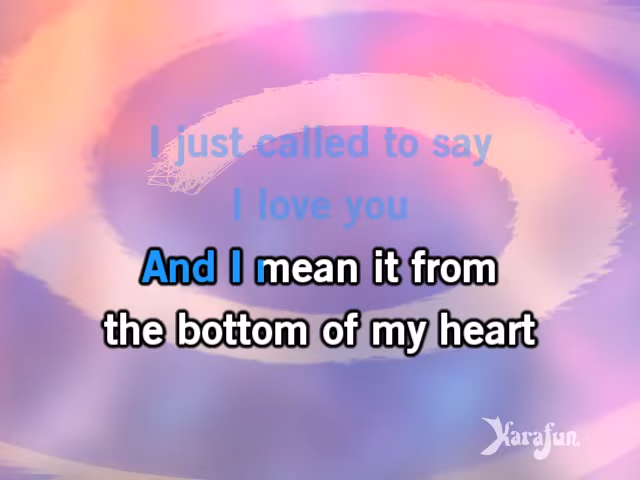 I just called to say
I love you
And I mean it from
the bottom of my heart
Karafun